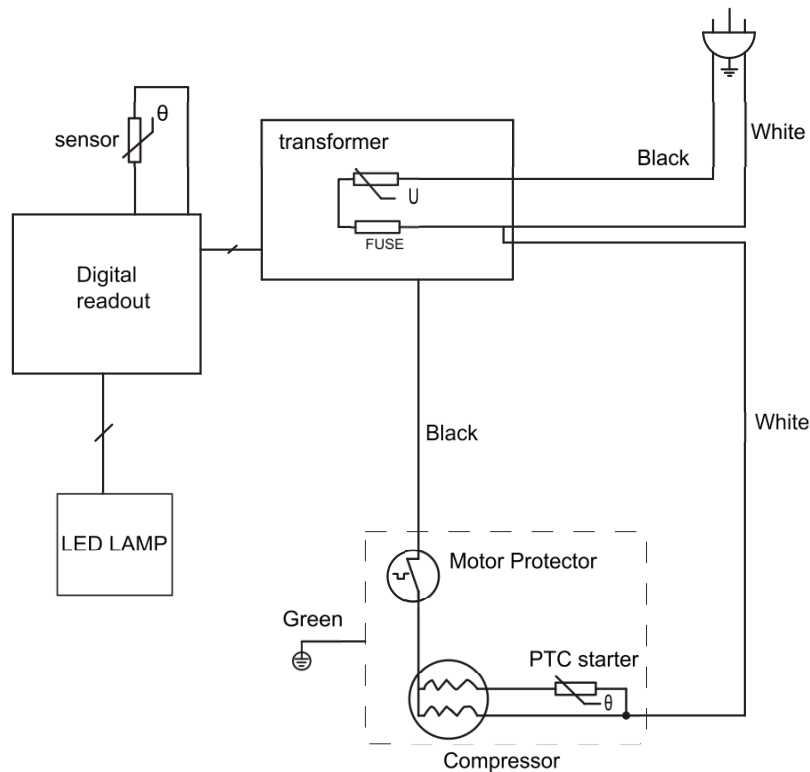 White
Black
θ
sensor
transformer
U
FUSE
Digital
readout
White
Black
LED LAMP
Motor Protector
Green
PTC starter
θ
Compressor